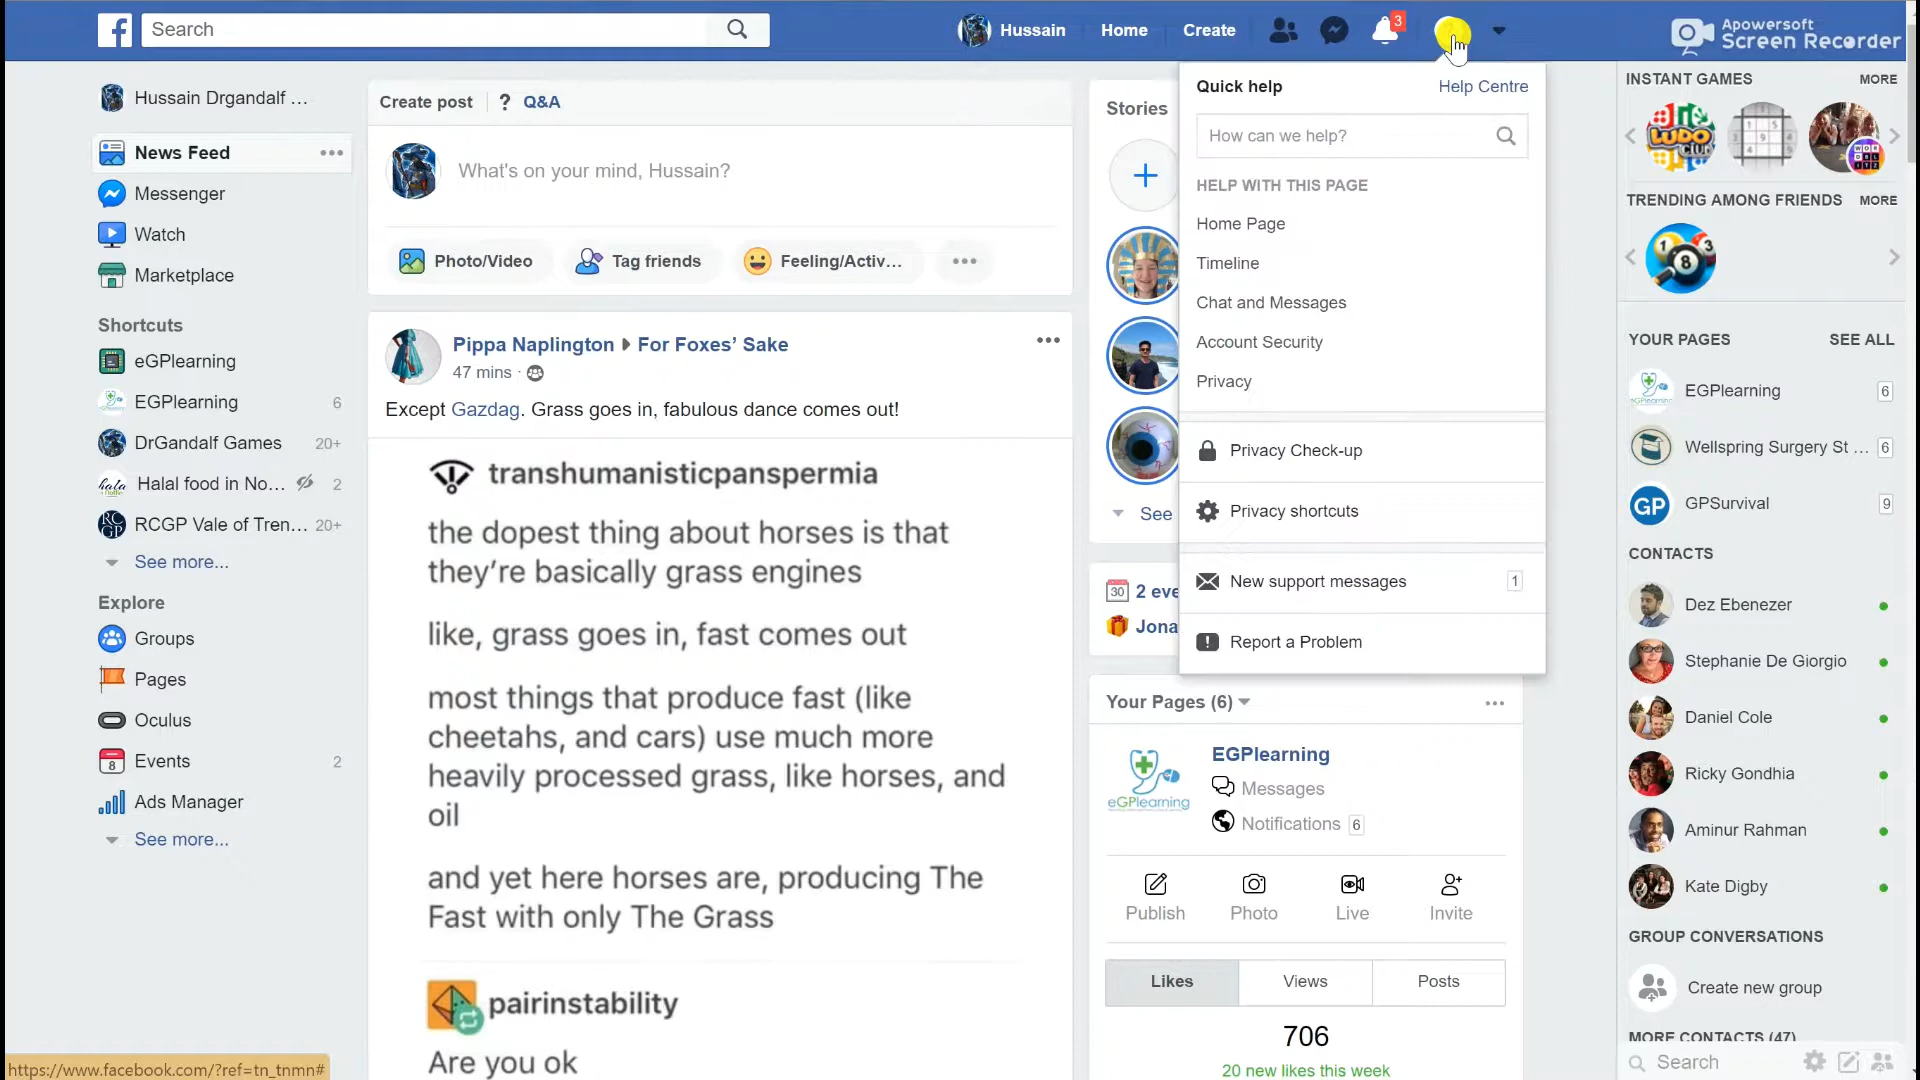 Search
Hussain
Home
Create
3
Apowersoft
Screen Recorder
Hussain Drgandalf ...
News Feed
Messenger
Watch
Marketplace
Shortcuts
eGPlearning
EGPlearning 6
DrGandalf Games 20+
Halal food in No... 2
RCGP Vale of Tren... 20+
See more...
Explore
Groups
Pages
Oculus
Events 2
Ads Manager
See more...
Create post
? Q&A
What's on your mind, Hussain?
Photo/Video
Tag friends
Feeling/Activ...
Pippa Naplington For Foxes' Sake
47 mins ·
Except Gazdag. Grass goes in, fabulous dance comes out!
transhumanisticpanspermia
the dopest thing about horses is that
they're basically grass engines
like, grass goes in, fast comes out
most things that produce fast (like
cheetahs, and cars) use much more
heavily processed grass, like horses, and
oil
and yet here horses are, producing The
Fast with only The Grass
pairinstability
Are you ok
Stories
See
30
2 eve
Jona
Quick help
Help Centre
How can we help?
HELP WITH THIS PAGE
Home Page
Timeline
Chat and Messages
Account Security
Privacy
Privacy Check-up
Privacy shortcuts
New support messages 1
Report a Problem
Your Pages (6)
eGPlearning
EGPlearning
Messages
Notifications 6
Publish
Photo
Live
Invite
Likes
Views
Posts
706
20 new likes this week
INSTANT GAMES MORE
LUDO
CLUB
TRENDING AMONG FRIENDS MORE
YOUR PAGES SEE ALL
EGPlearning 6
Wellspring Surgery St ... 6
GP
GPSurvival 9
CONTACTS
Dez Ebenezer
Stephanie De Giorgio
Daniel Cole
Ricky Gondhia
Aminur Rahman
Kate Digby
GROUP CONVERSATIONS
Create new group
MORE CONTACTS (47)
Search
https://www.facebook.com/?ref=tn_tnmn#